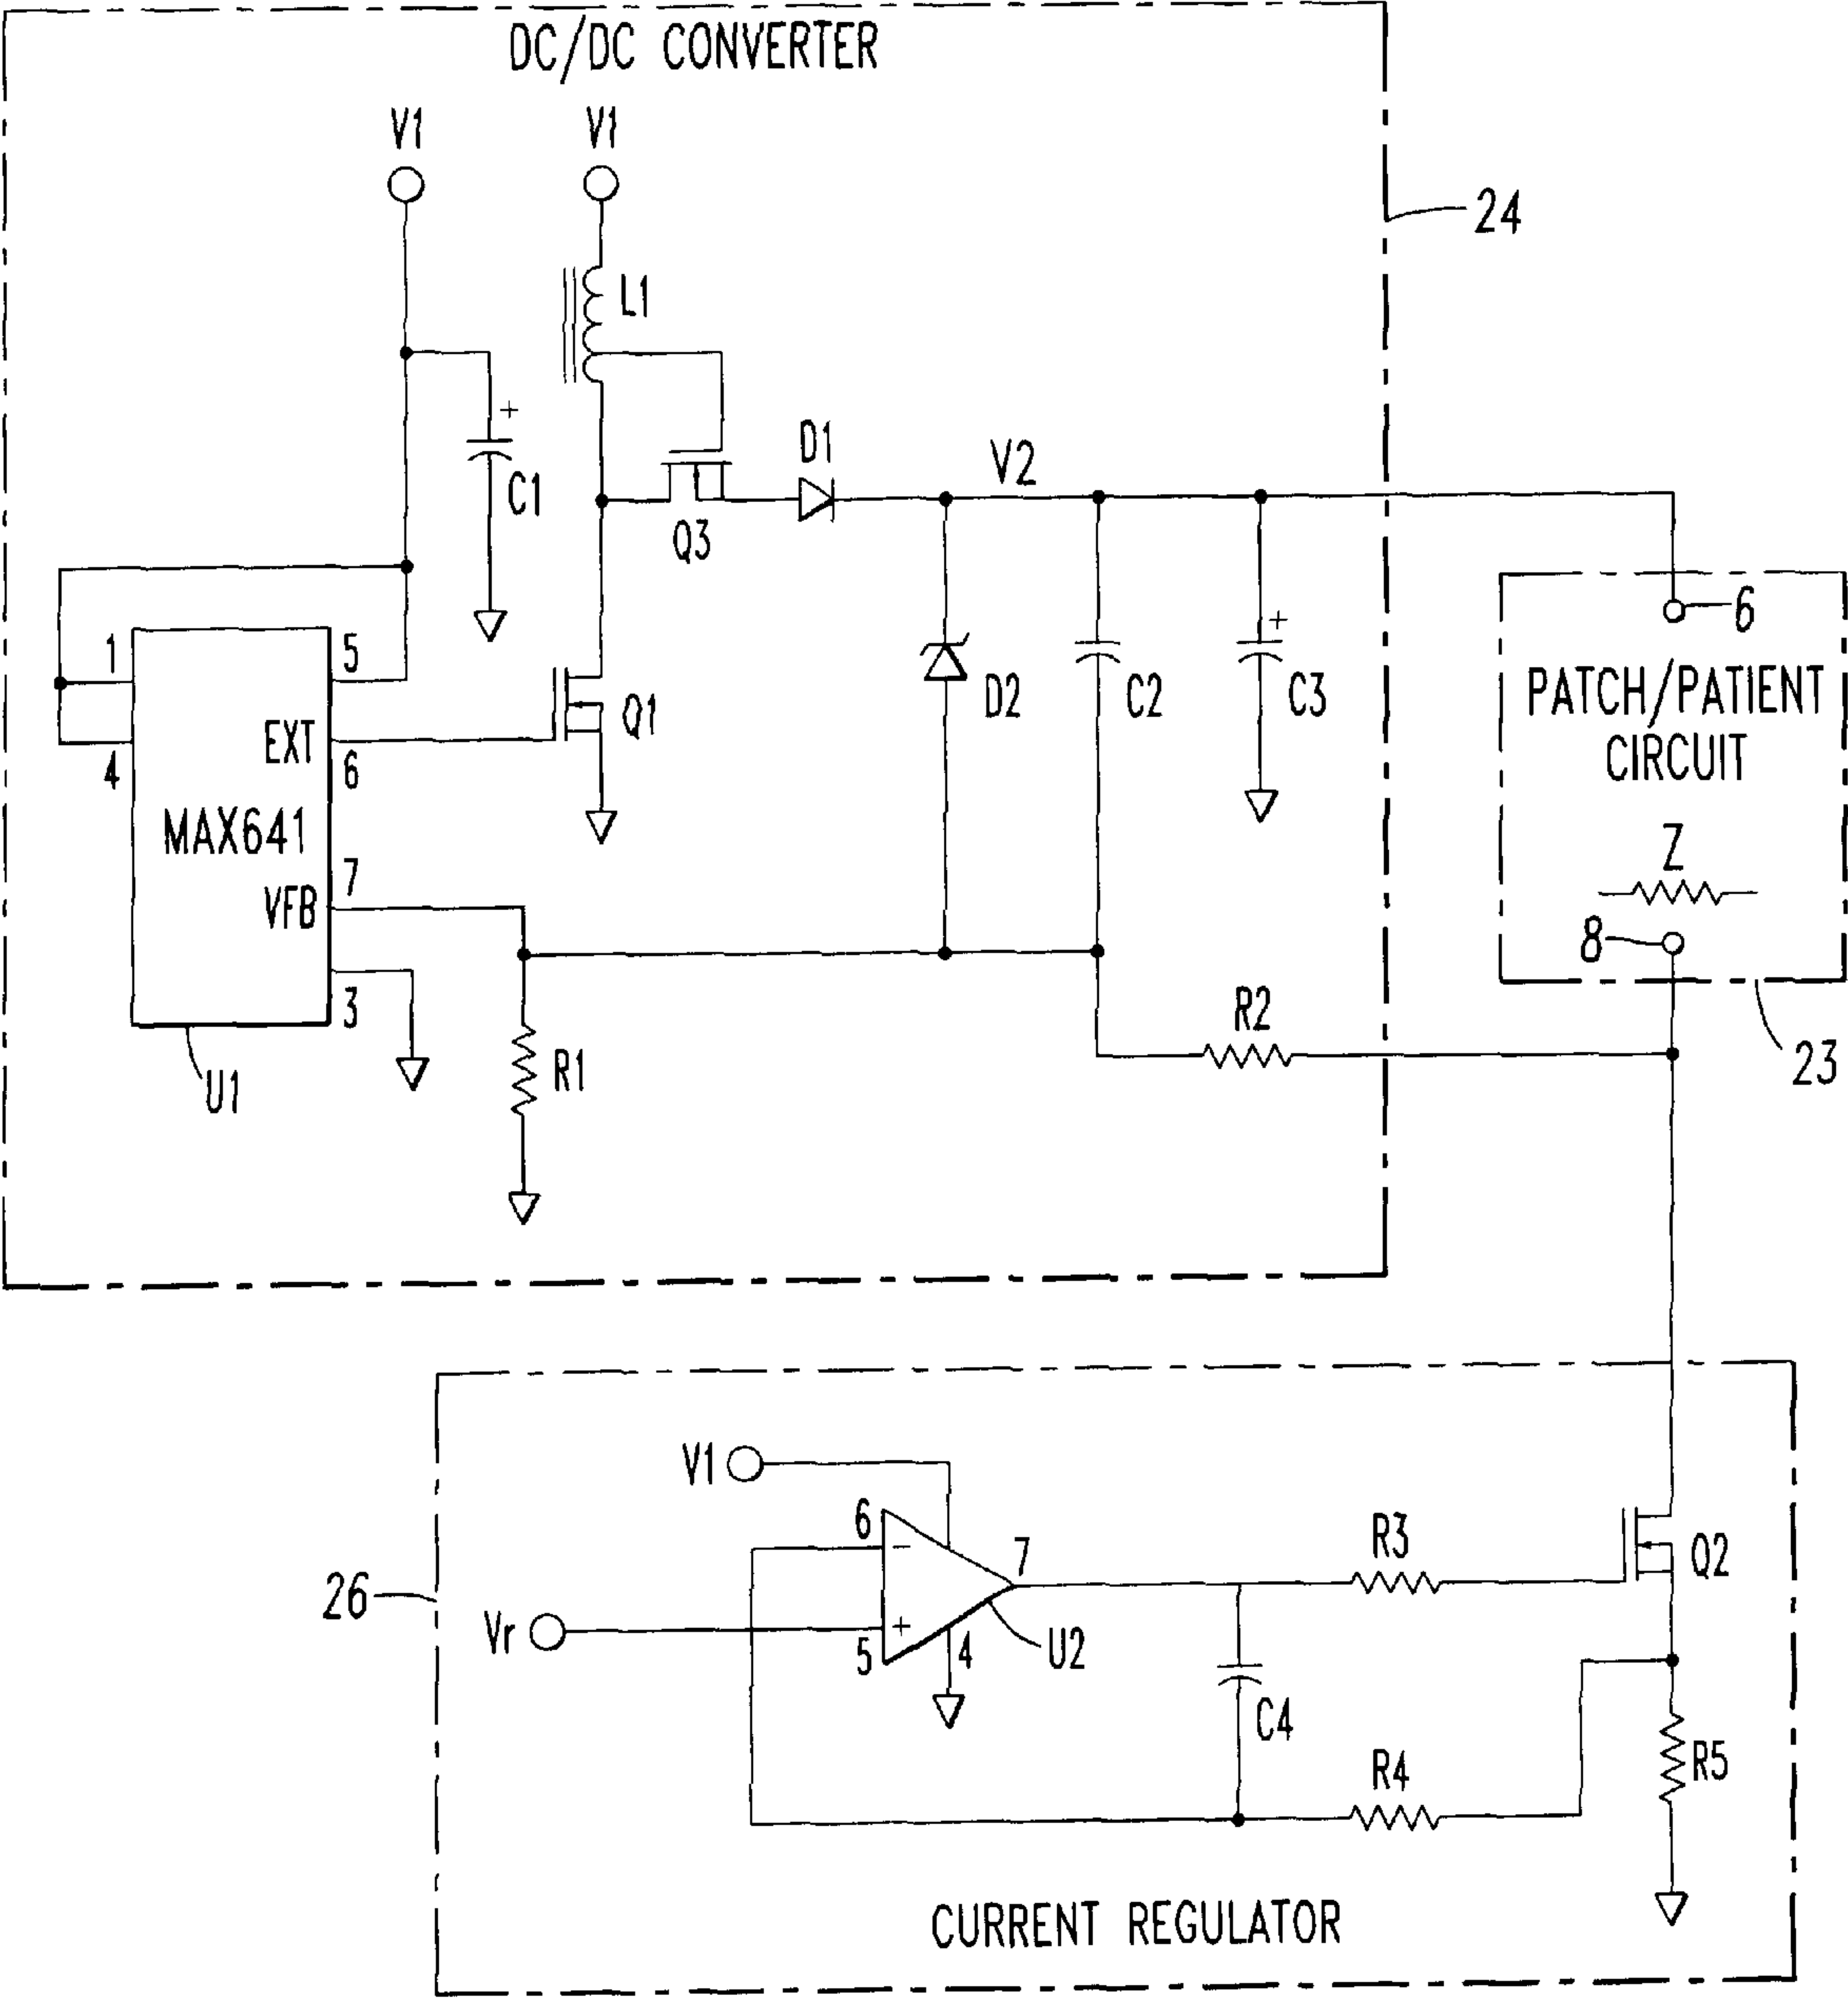 DC/DC CONVERTER
V1
V1
24
L1
+
C1
D1
V2
Q3
6
PATCH/PATIENT
CIRCUIT
Z
8
23
1
5
4
EXT
6
MAX641
7
VFB
3
U1
Q1
D2
C2
+
C3
R1
R2
V1
6
−
7
R3
Q2
26
Vr
+
5
4
U2
C4
R4
R5
CURRENT REGULATOR